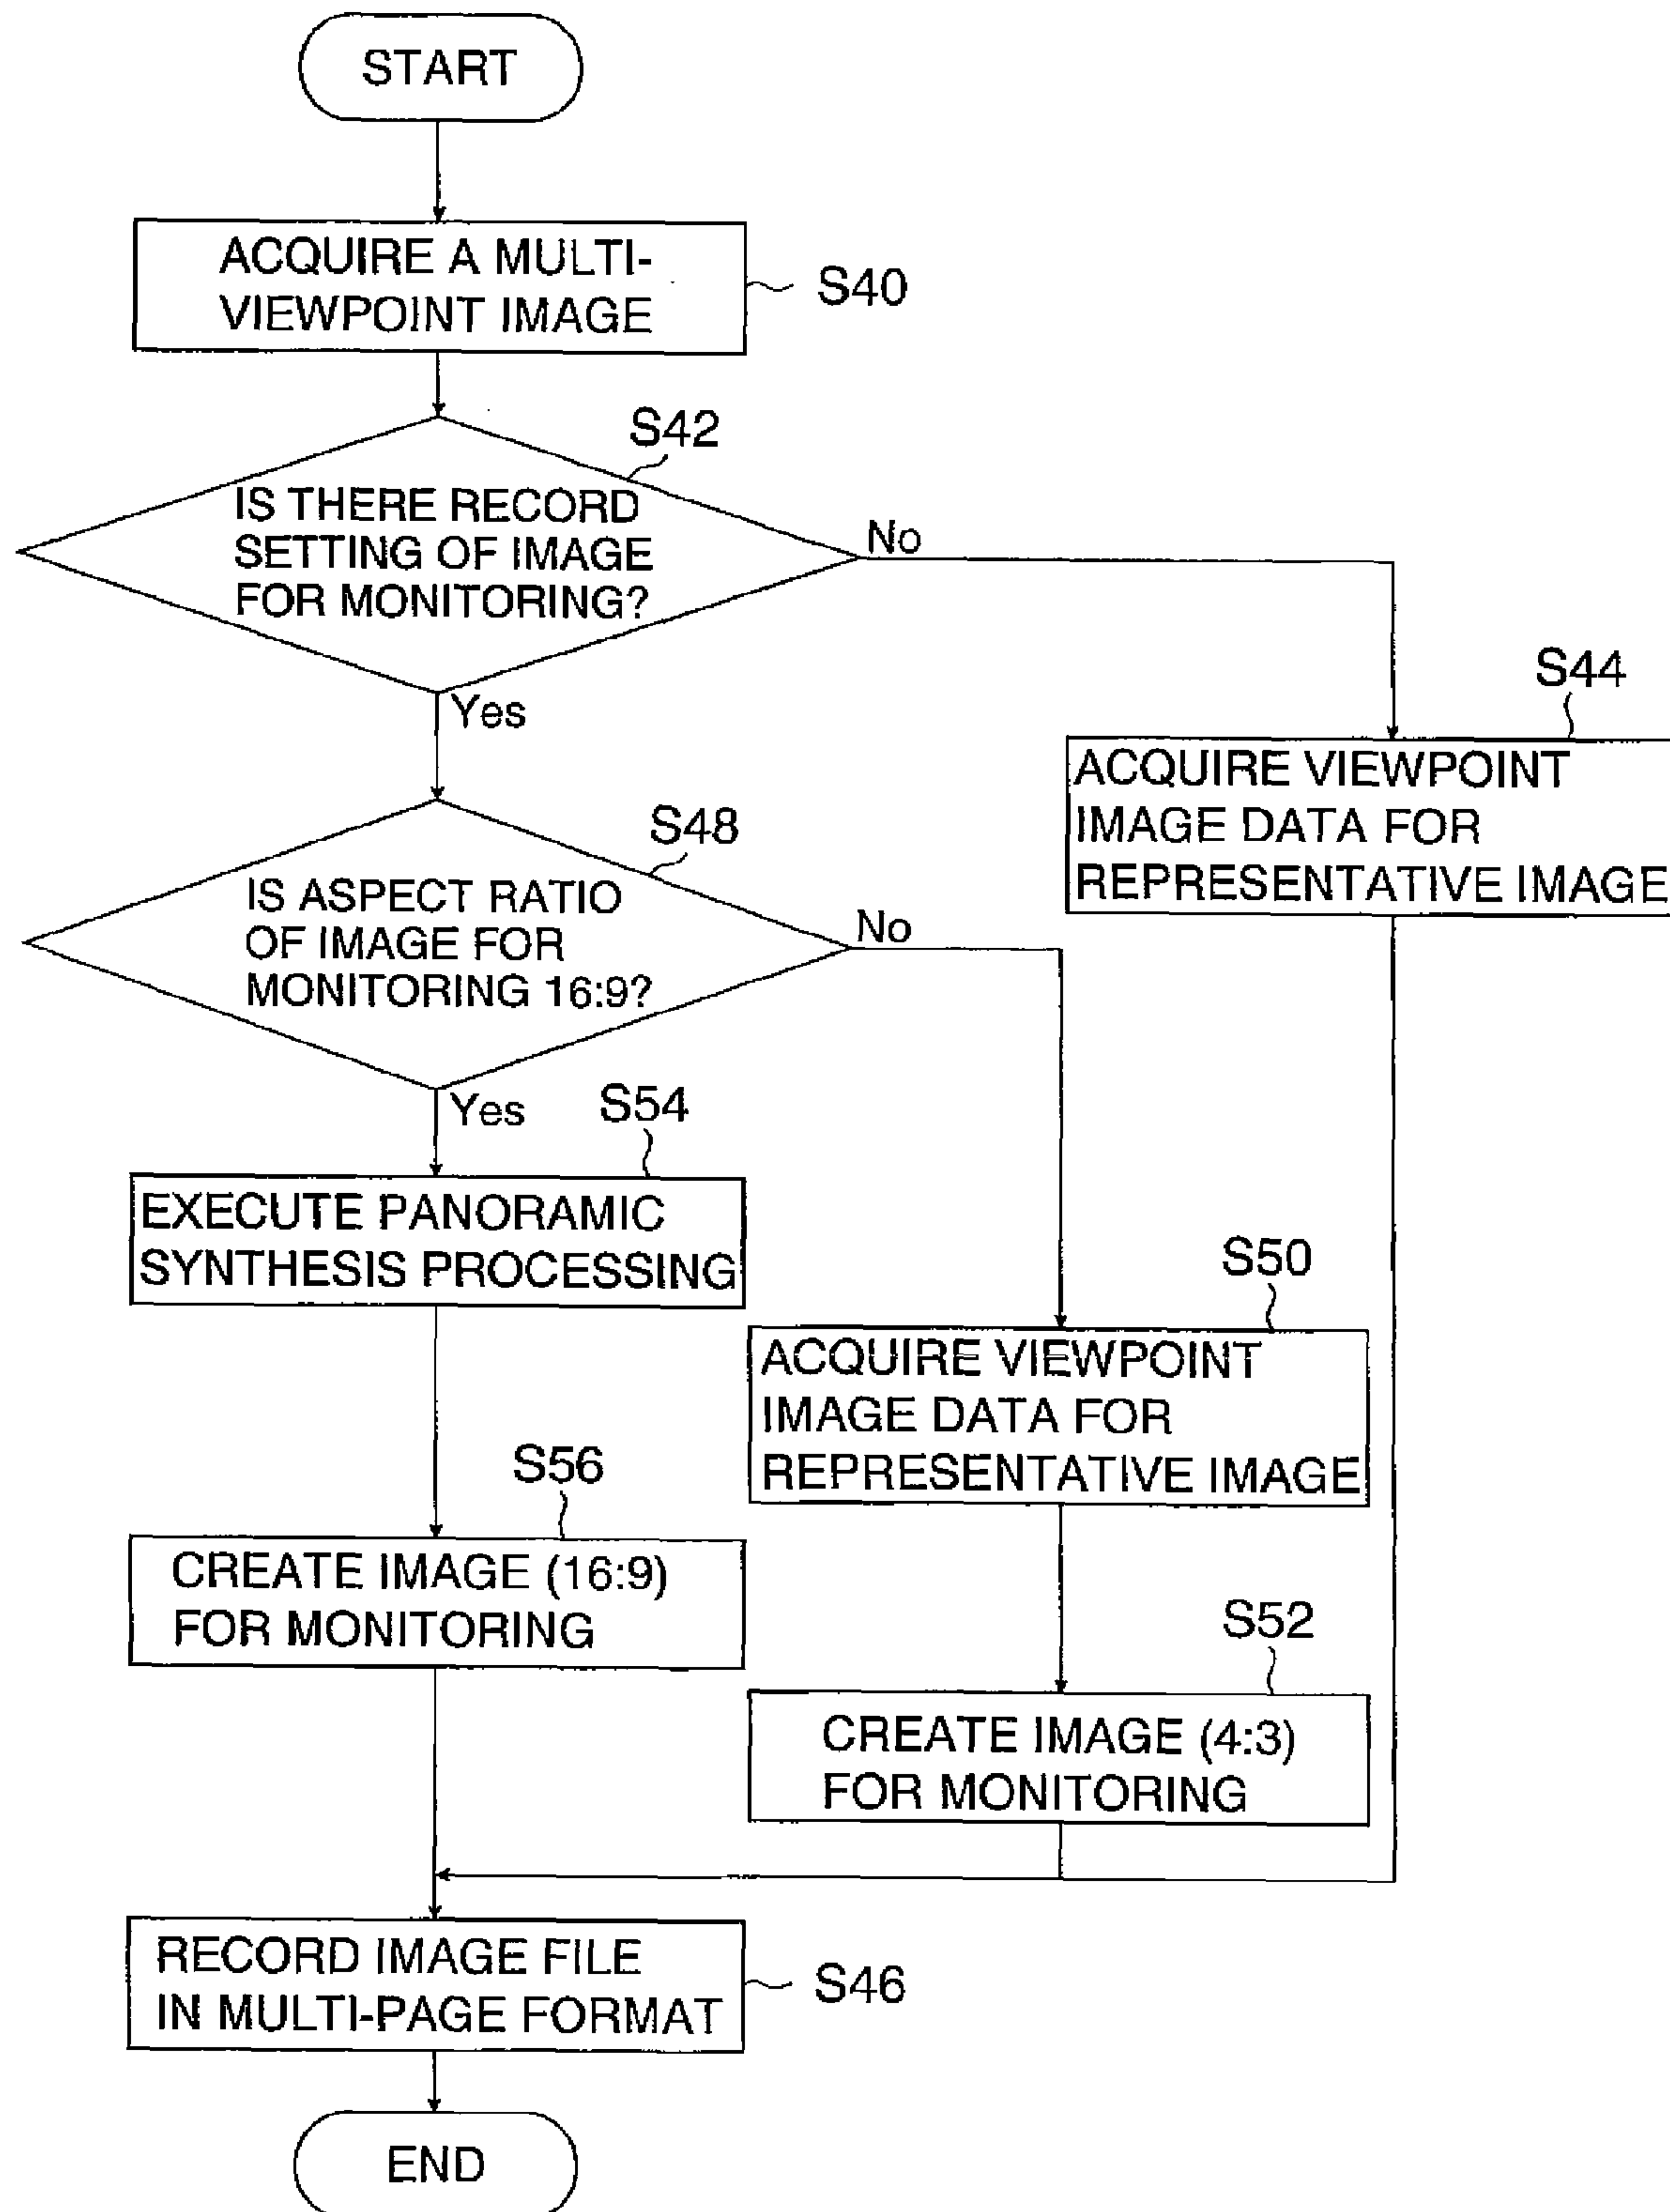 START
ACQUIRE A MULTI-
VIEWPOINT IMAGE
S40
S42
IS THERE RECORD
SETTING OF IMAGE
FOR MONITORING?
No
Yes
S44
ACQUIRE VIEWPOINT
IMAGE DATA FOR
REPRESENTATIVE IMAGE
S48
IS ASPECT RATIO
OF IMAGE FOR
MONITORING 16:9?
No
Yes
S54
EXECUTE PANORAMIC
SYNTHESIS PROCESSING
S50
ACQUIRE VIEWPOINT
IMAGE DATA FOR
REPRESENTATIVE IMAGE
S56
CREATE IMAGE (16:9)
FOR MONITORING
S52
CREATE IMAGE (4:3)
FOR MONITORING
RECORD IMAGE FILE
IN MULTI-PAGE FORMAT
S46
END